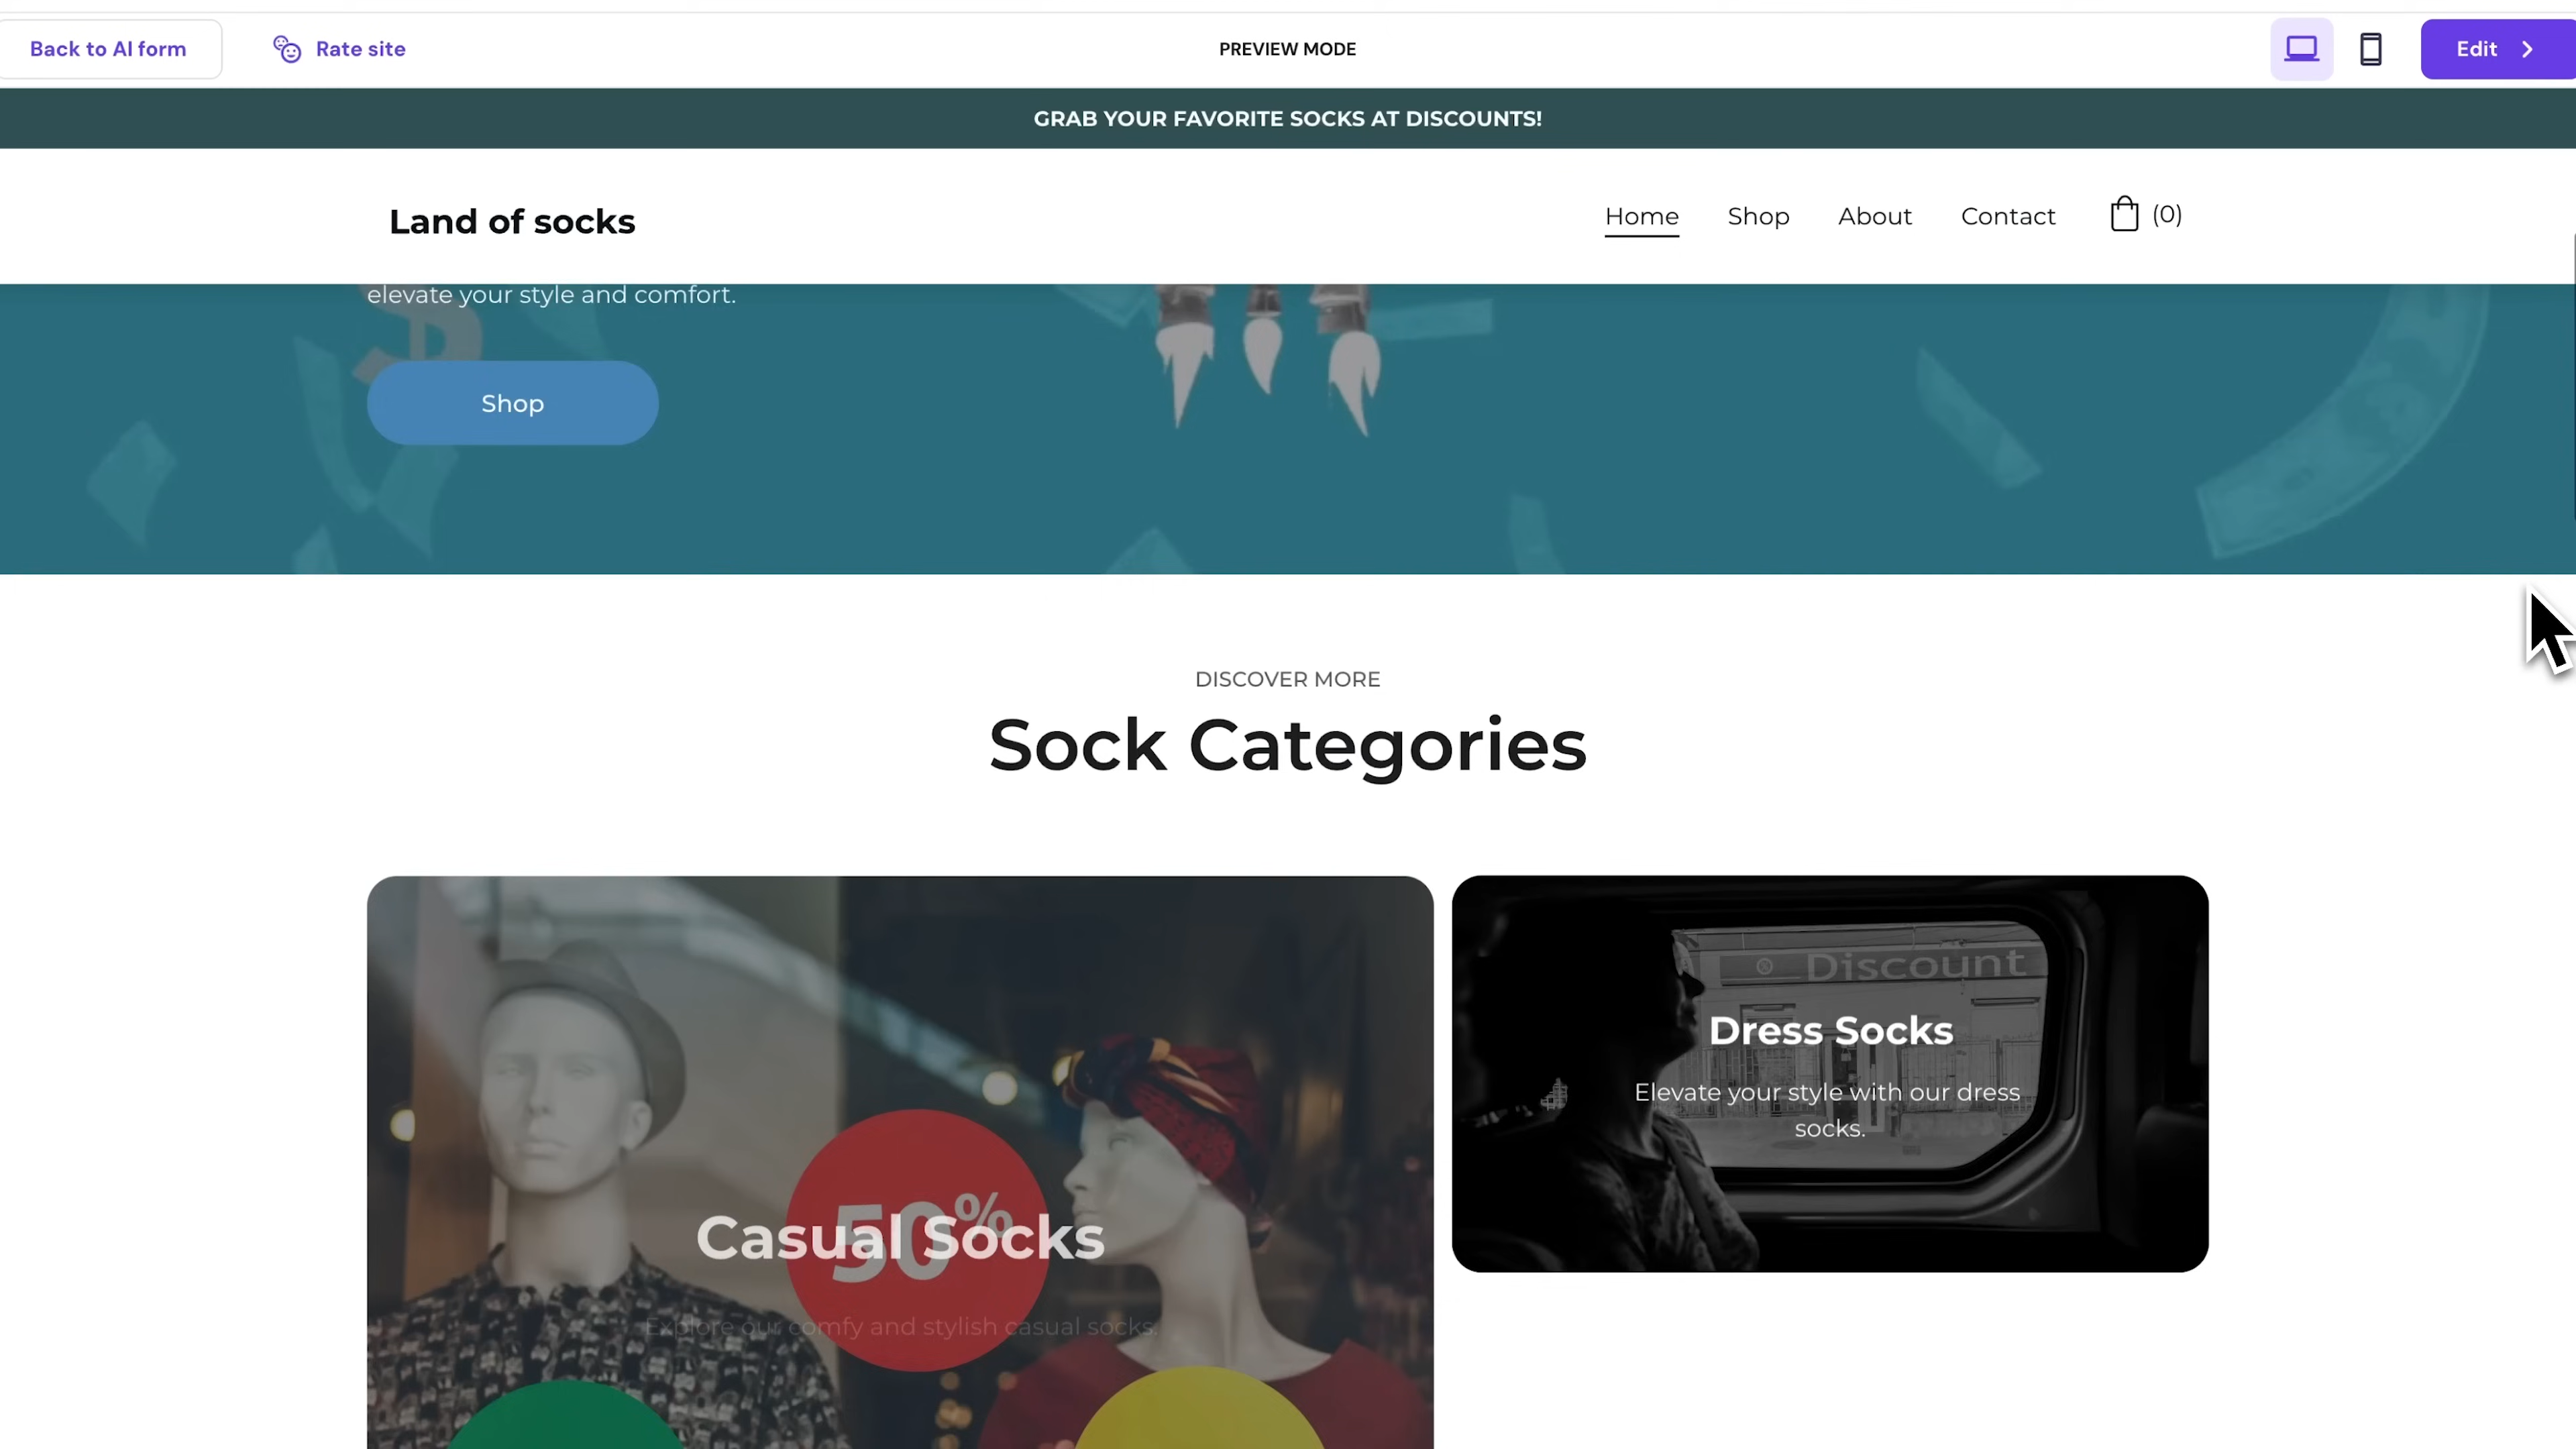 Back to AI form
Rate site
PREVIEW MODE
Edit
GRAB YOUR FAVORITE SOCKS AT DISCOUNTS!
Land of socks
Home
Shop
About
Contact
(0)
elevate your style and comfort.
$
Shop
DISCOVER MORE
Sock Categories
Discount
Dress Socks
Elevate your style with our dress
socks.
50%
Casual Socks
Explore our comfy and stylish casual socks.